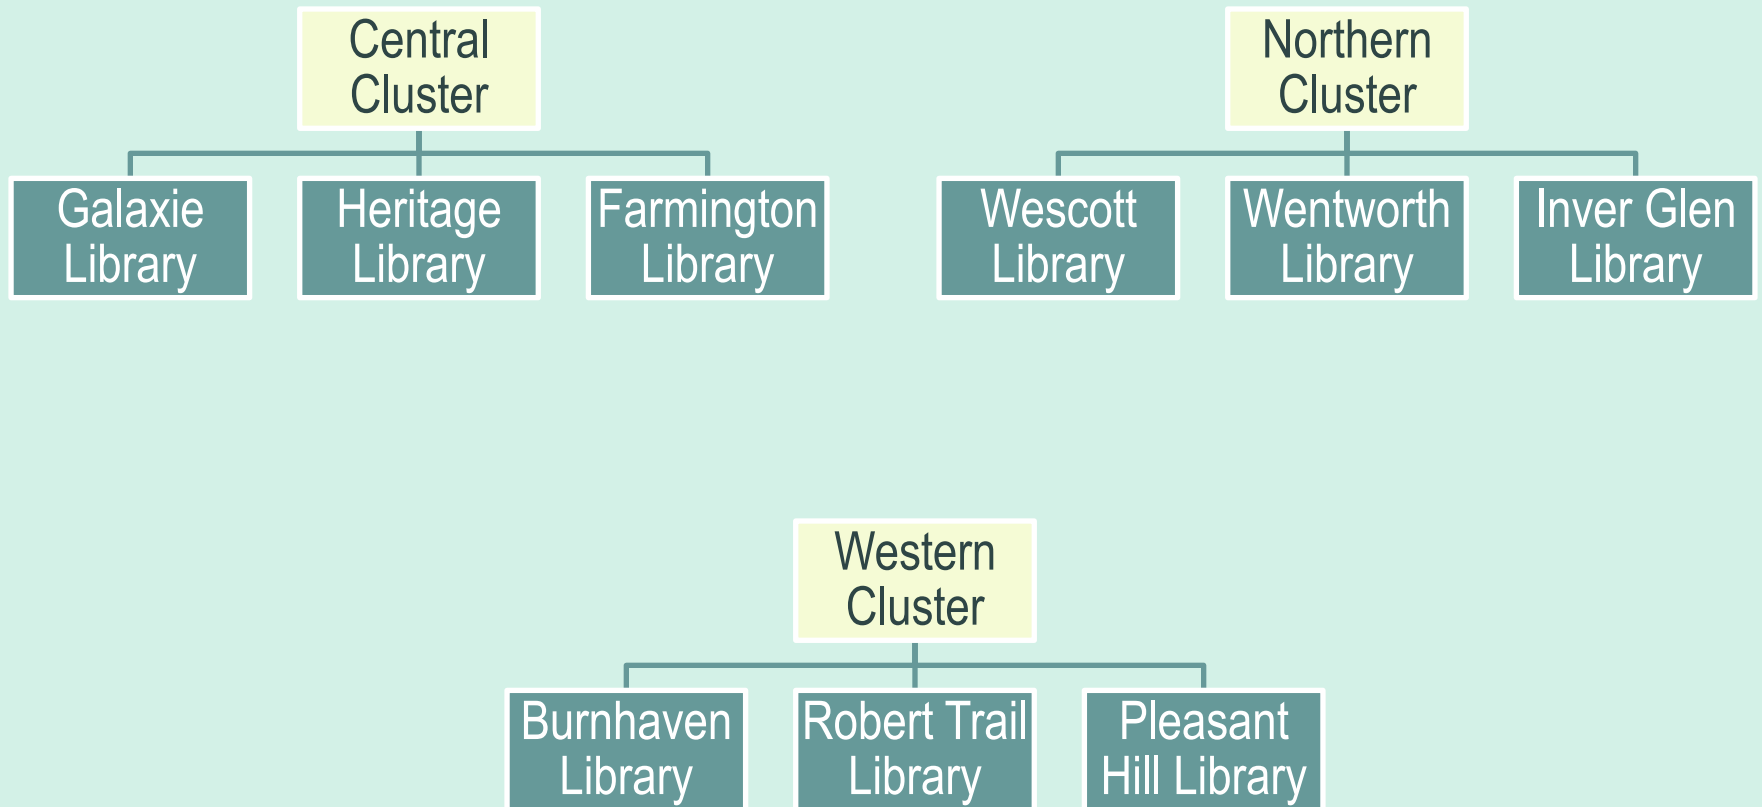 Central
Cluster
Galaxie
Library
Heritage
Library
Farmington
Library
Northern
Cluster
Wescott
Library
Wentworth
Library
Inver Glen
Library
Western
Cluster
Burnhaven
Library
Robert Trail
Library
Pleasant
Hill Library